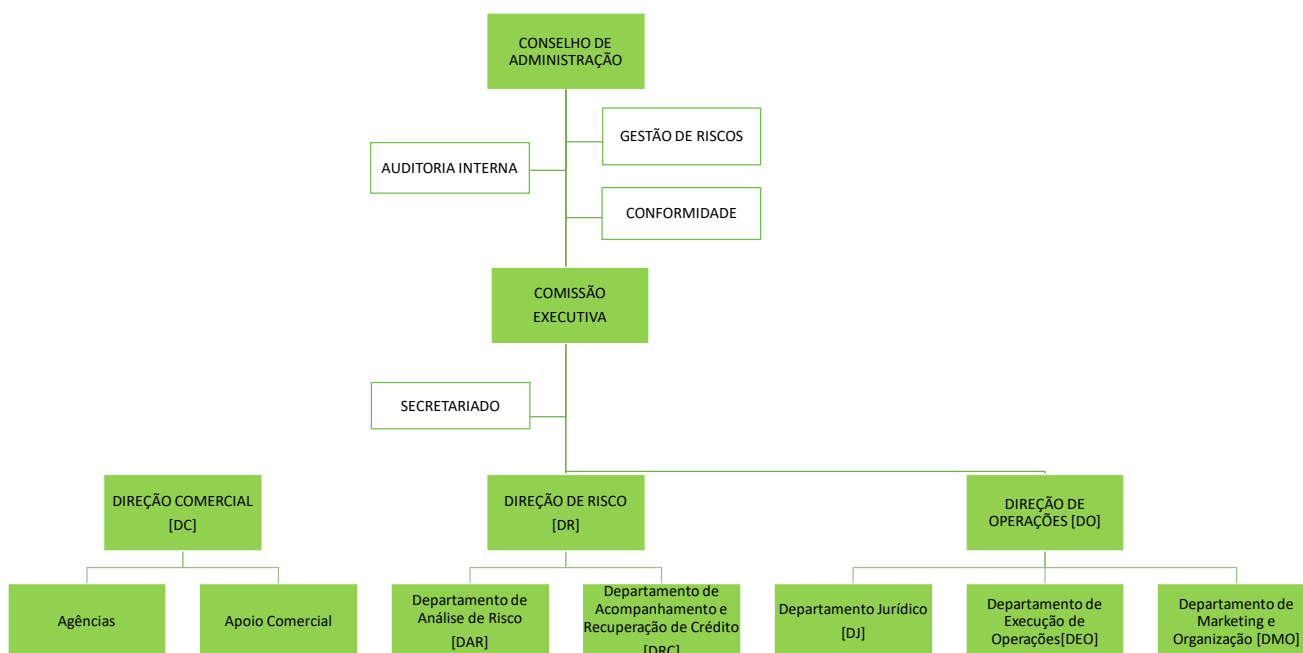 CONSELHO DE
ADMINISTRAÇÃO
GESTÃO DE RISCOS
AUDITORIA INTERNA
CONFORMIDADE
COMISSÃO
EXECUTIVA
SECRETARIADO
DIREÇÃO COMERCIAL
[DC]
DIREÇÃO DE RISCO
[DR]
DIREÇÃO DE
OPERAÇÕES [DO]
Agências
Apoio Comercial
Departamento de
Análise de Risco
[DAR]
Departamento de
Acompanhamento e
Recuperação de Crédito
[DRC]
Departamento Jurídico
[DJ]
Departamento de
Execução de
Operações[DEO]
Departamento de
Marketing e
Organização [DMO]